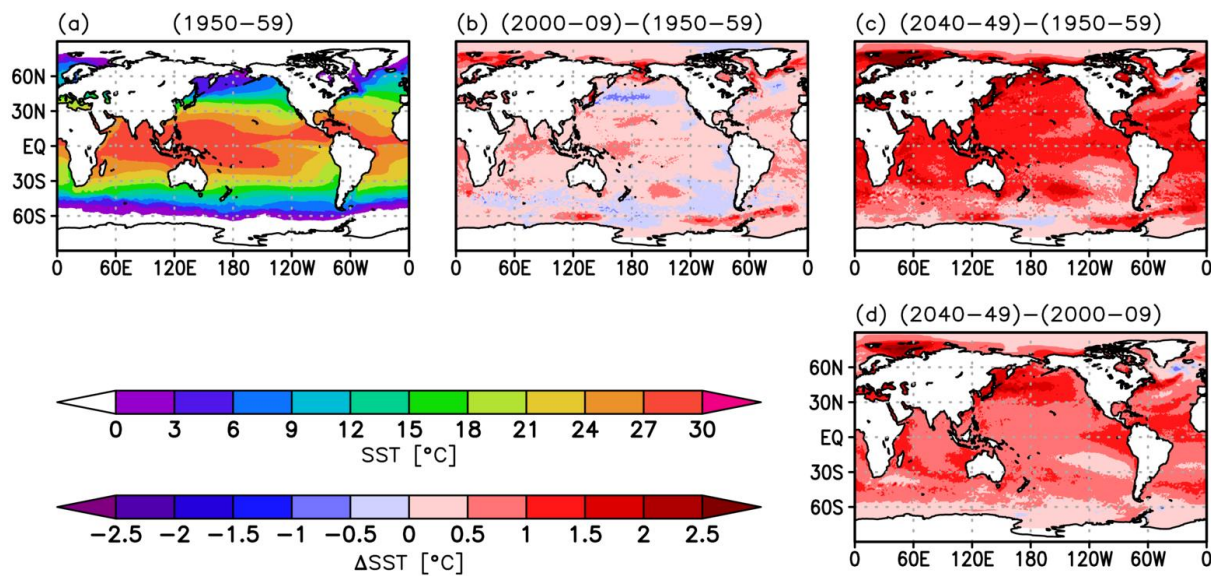 (a) (1950−59)
(b) (2000−09)−(1950−59)
(c) (2040−49)−(1950−59)
60N
30N
EQ
30S
60S
0 60E 120E 180 120W 60W 0
0 60E 120E 180 120W 60W 0
0 60E 120E 180 120W 60W 0
(d) (2040−49)−(2000−09)
60N
30N
EQ
30S
60S
0 60E 120E 180 120W 60W 0
0 3 6 9 12 15 18 21 24 27 30
SST [°C]
−2.5 −2 −1.5 −1 −0.5 0 0.5 1 1.5 2 2.5
ΔSST [°C]